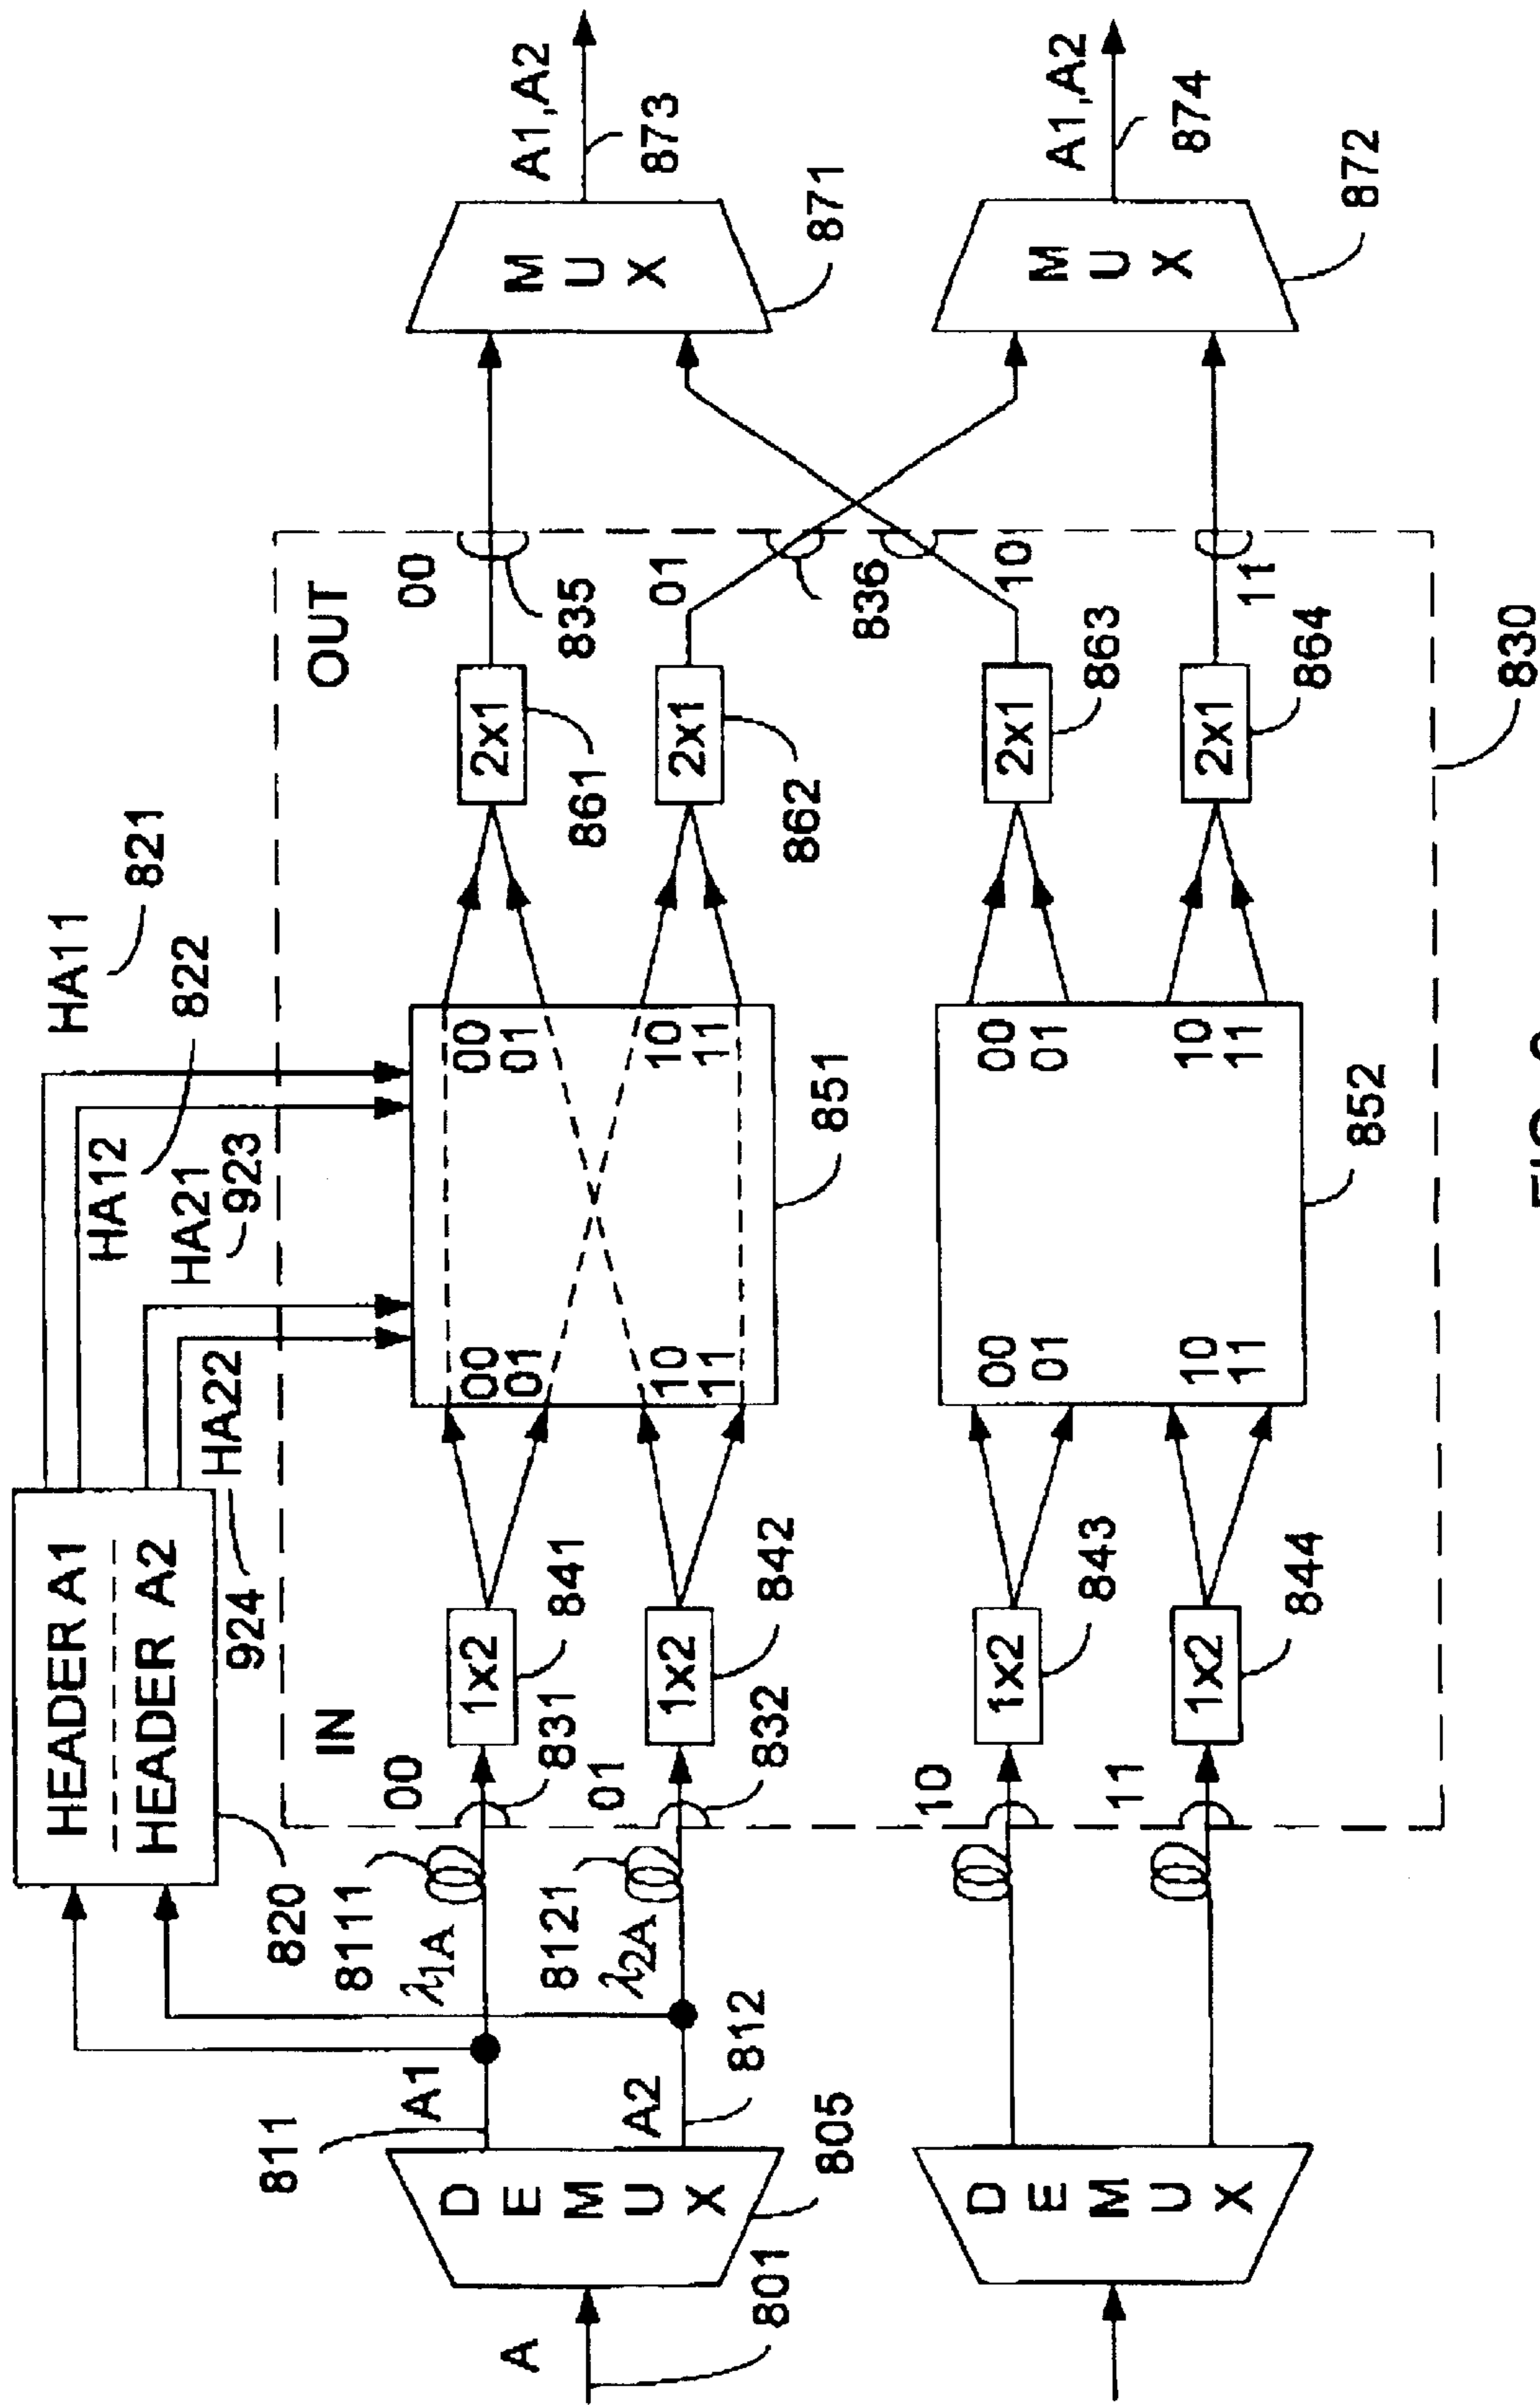 HEADER A1
HEADER A2
820
HA11
821
HA12
822
HA21
923
HA22
924
IN
OUT
A
801
DEMUX
805
811
A1
A2
812
8111
λ1A
8121
λ2A
00
831
01
832
1x2
841
1x2
842
00
01
10
11
00
01
10
11
851
2x1
861
2x1
862
00
835
01
836
MUX
871
A1,A2
873
DEMUX
10
11
1x2
843
1x2
844
00
01
10
11
00
01
10
11
852
2x1
863
2x1
864
10
11
830
MUX
872
A1,A2
874